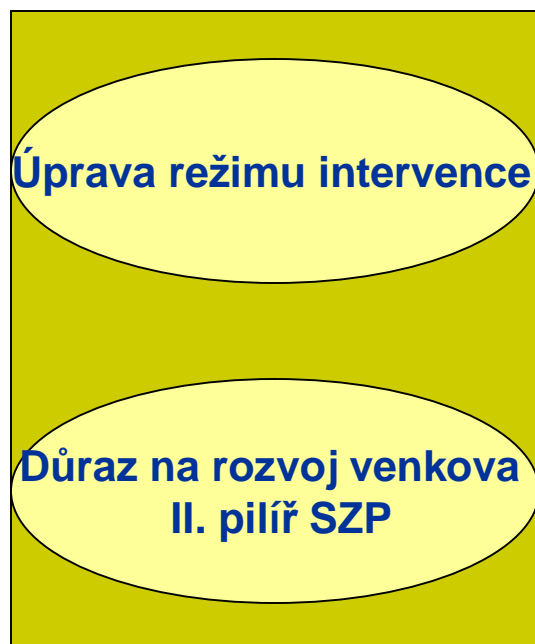 Úprava režimu intervence
Důraz na rozvoj venkova
II. pilíř SZP